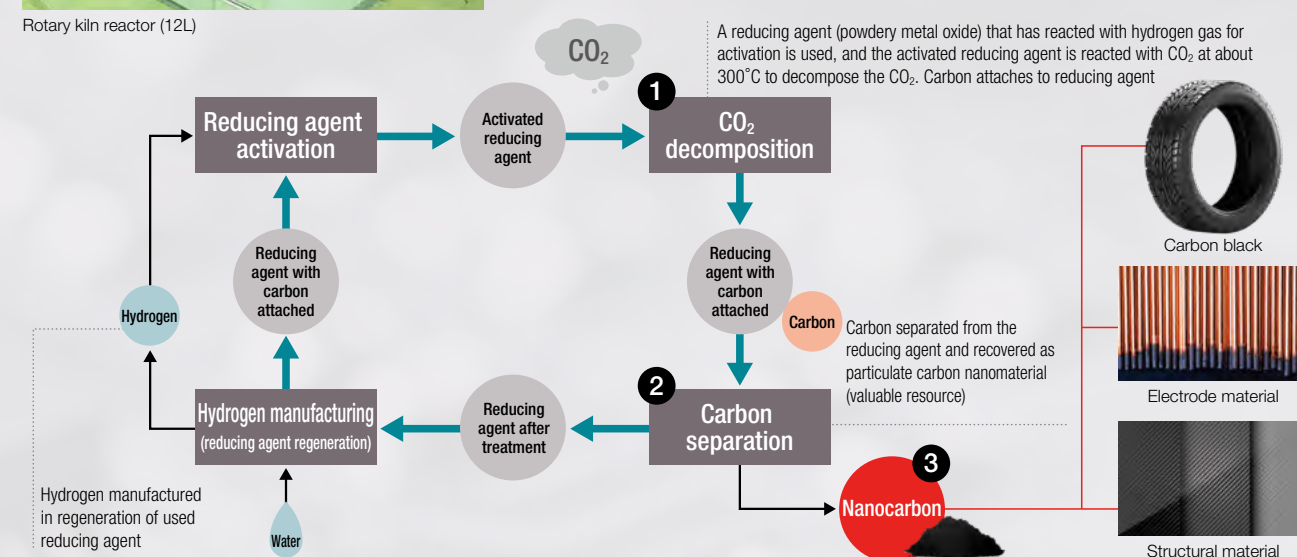 Rotary kiln reactor (12L)
CO₂
A reducing agent (powdery metal oxide) that has reacted with hydrogen gas for
activation is used, and the activated reducing agent is reacted with CO₂ at about
300˚C to decompose the CO₂. Carbon attaches to reducing agent
Reducing agent
activation
Activated
reducing
agent
1
CO₂
decomposition
Carbon black
Reducing
agent with
carbon
attached
Reducing
agent with
carbon
attached
Hydrogen
Carbon
Carbon separated from the
reducing agent and recovered as
particulate carbon nanomaterial
(valuable resource)
Electrode material
Hydrogen manufacturing
(reducing agent regeneration)
Reducing
agent after
treatment
2
Carbon
separation
3
Nanocarbon
Hydrogen manufactured
in regeneration of used
reducing agent
Water
Structural material